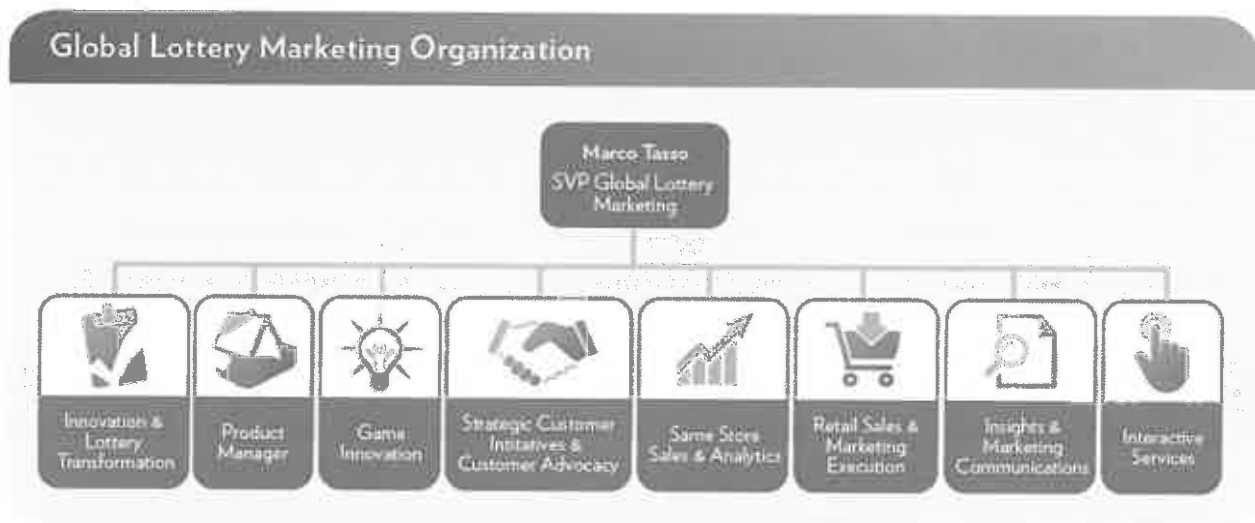 Global Lottery Marketing Organization
Marco Tasso
SVP Global Lottery
Marketing
Innovation &
Lottery
Transformation
Product
Manager
Game
Innovation
Strategic Customer
Intitatives &
Customer Advocacy
Same Store
Sales & Analytics
Retail Sales &
Marketing
Execution
Insights &
Marketing
Communications
Interactive
Services